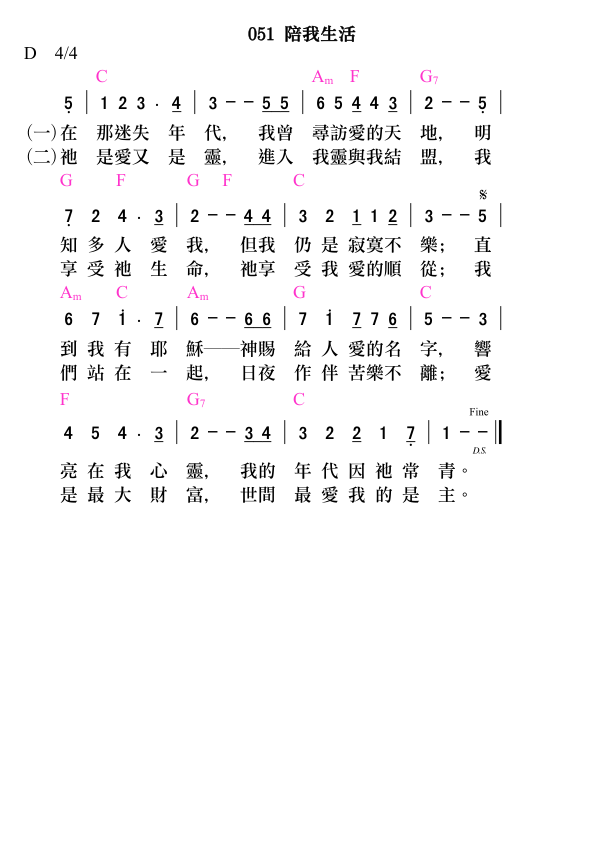 051 陪我生活
D 4/4
C Am F G7
5̣ | 1 2 3 · 4 | 3 - - 5 5 | 6 5 4 4 3 | 2 - - 5̣ |
(一)在 那迷失 年 代， 我曾 尋訪愛的天 地， 明
(二)祂 是愛又 是 靈， 進入 我靈與我結 盟， 我
G F G F C
𝄋
7̣ 2 4 · 3 | 2 - - 4 4 | 3 2 1 1 2 | 3 - - 5 |
知 多 人 愛 我， 但我 仍 是 寂寞不 樂； 直
享 受 祂 生 命， 祂享 受 我 愛的順 從； 我
Am C Am G C
6 7 i · 7 | 6 - - 6 6 | 7 i 7 7 6 | 5 - - 3 |
到 我 有 耶 穌──神賜 給 人 愛的名 字， 響
們 站 在 一 起， 日夜 作 伴 苦樂不 離； 愛
F G7 C
Fine
4 5 4 · 3 | 2 - - 3 4 | 3 2 2 1 7̣ | 1 - - ‖
D.S.
亮 在 我 心 靈， 我的 年 代 因 祂 常 青。
是 最 大 財 富， 世間 最 愛 我 的 是 主。